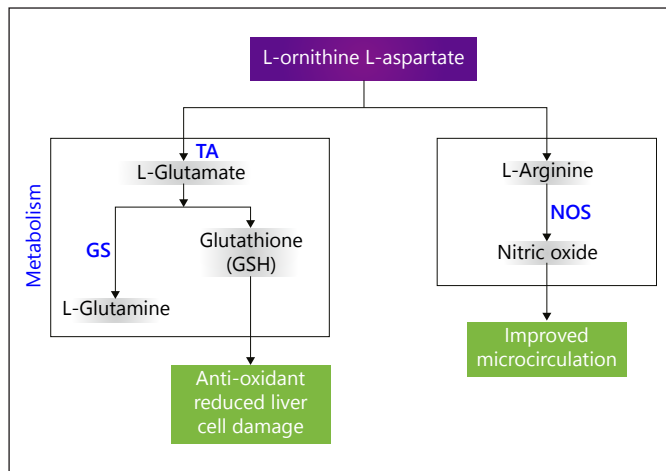 L-ornithine L-aspartate
Metabolism
TA
L-Glutamate
GS
Glutathione
(GSH)
L-Glutamine
Anti-oxidant
reduced liver
cell damage
L-Arginine
NOS
Nitric oxide
Improved
microcirculation